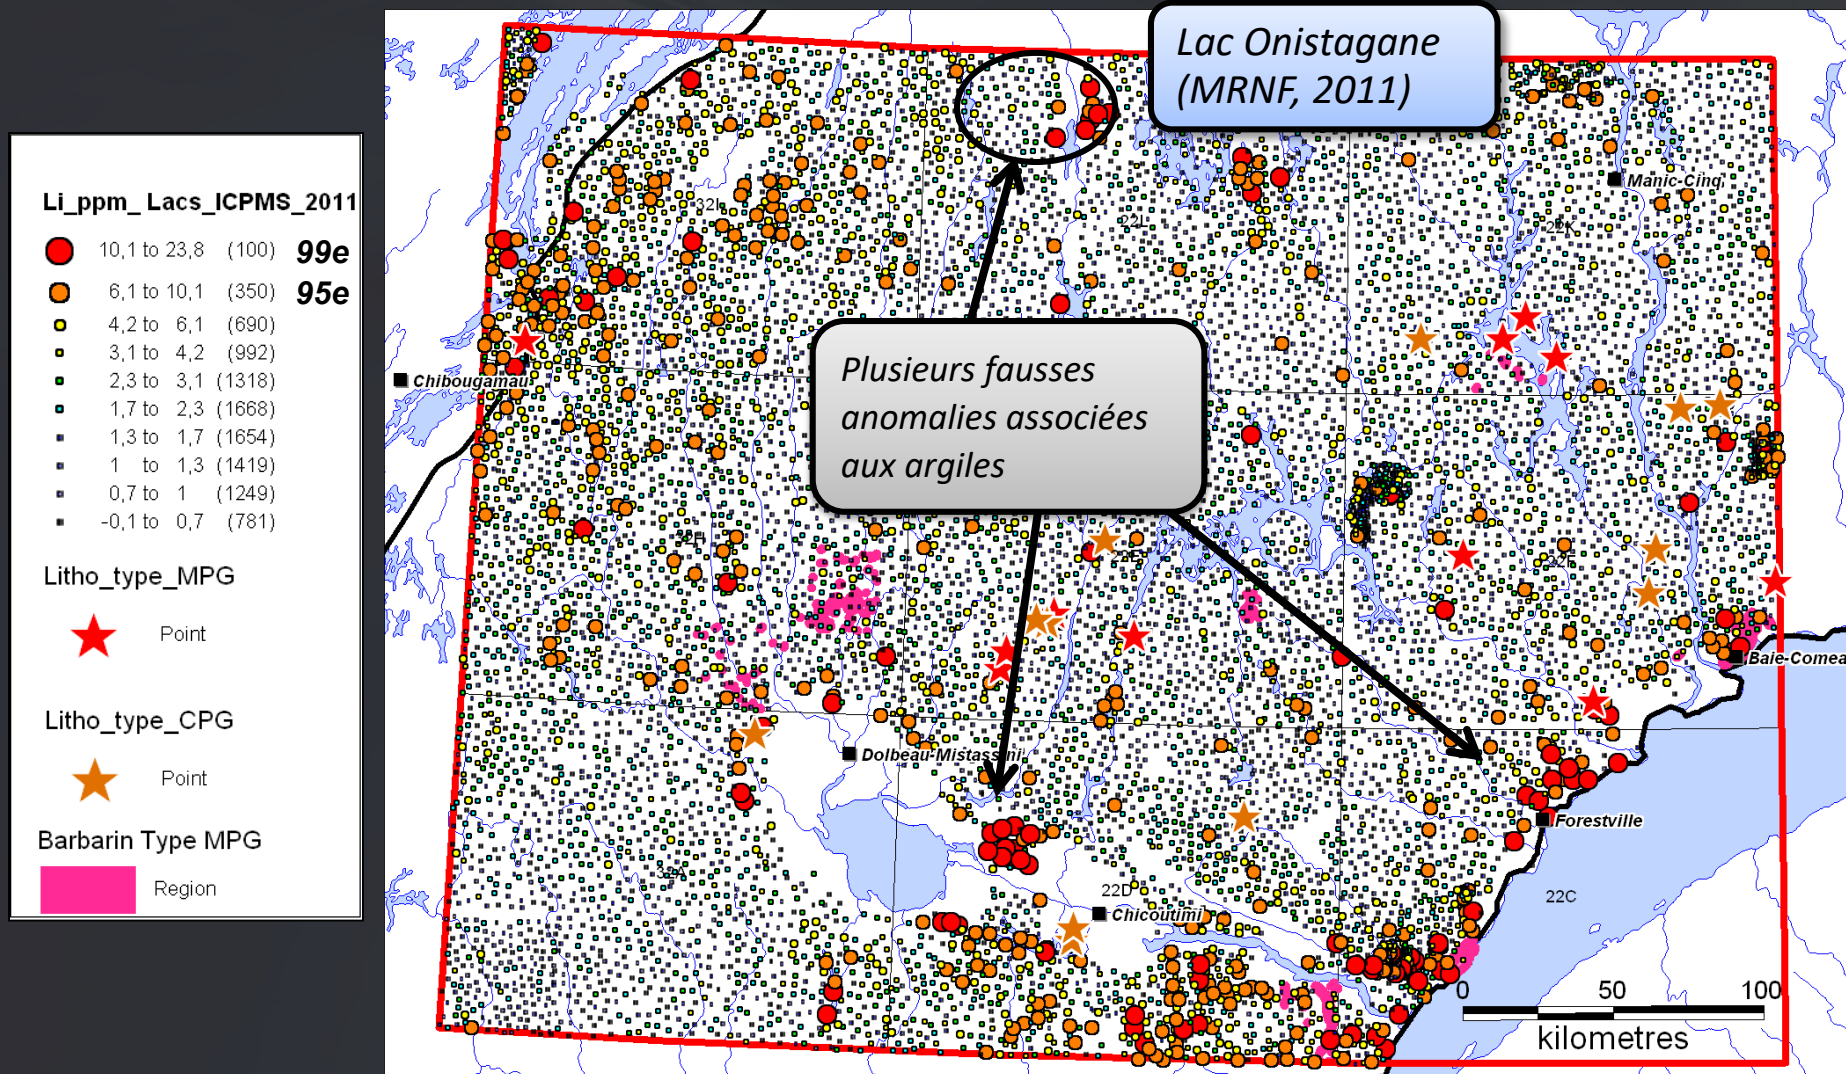 Lac Onistagane
(MRNF, 2011)
Li_ppm_ Lacs_ICPMS_2011
10,1 to 23,8 (100) 99e
6,1 to 10,1 (350) 95e
4,2 to 6,1 (690)
3,1 to 4,2 (992)
2,3 to 3,1 (1318)
1,7 to 2,3 (1668)
1,3 to 1,7 (1654)
1 to 1,3 (1419)
0,7 to 1 (1249)
-0,1 to 0,7 (781)
Litho_type_MPG
Point
Litho_type_CPG
Point
Barbarin Type MPG
Region
Plusieurs fausses
anomalies associées
aux argiles
Manic-Cinq
22L
22K
Chibougamau
22E
Baie-Comea
Dolbeau-Mistassini
Forestville
32A
22D
22C
Chicoutimi
0 50 100
kilometres